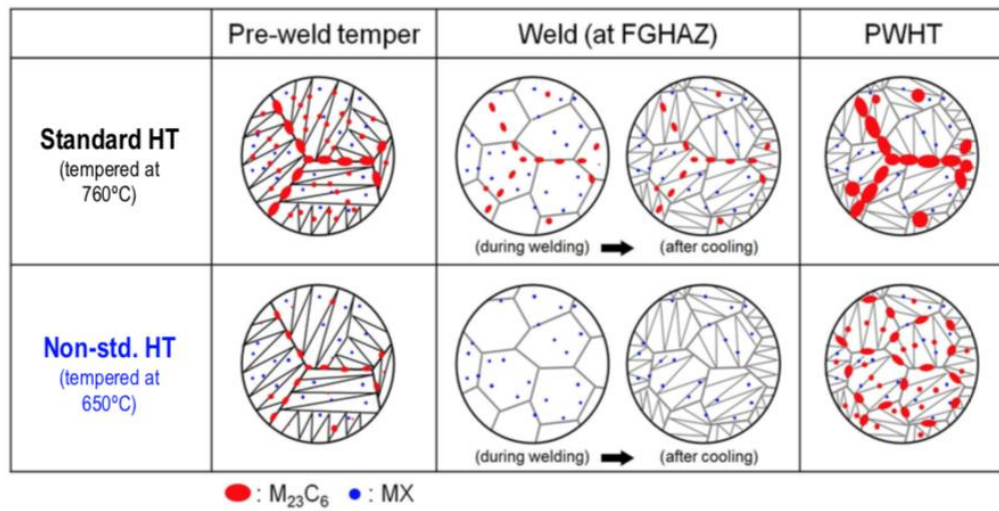 Pre-weld temper
Weld (at FGHAZ)
PWHT
Standard HT
(tempered at
760ºC)
(during welding)
(after cooling)
Non-std. HT
(tempered at
650ºC)
(during welding)
(after cooling)
: M₂₃C₆
: MX